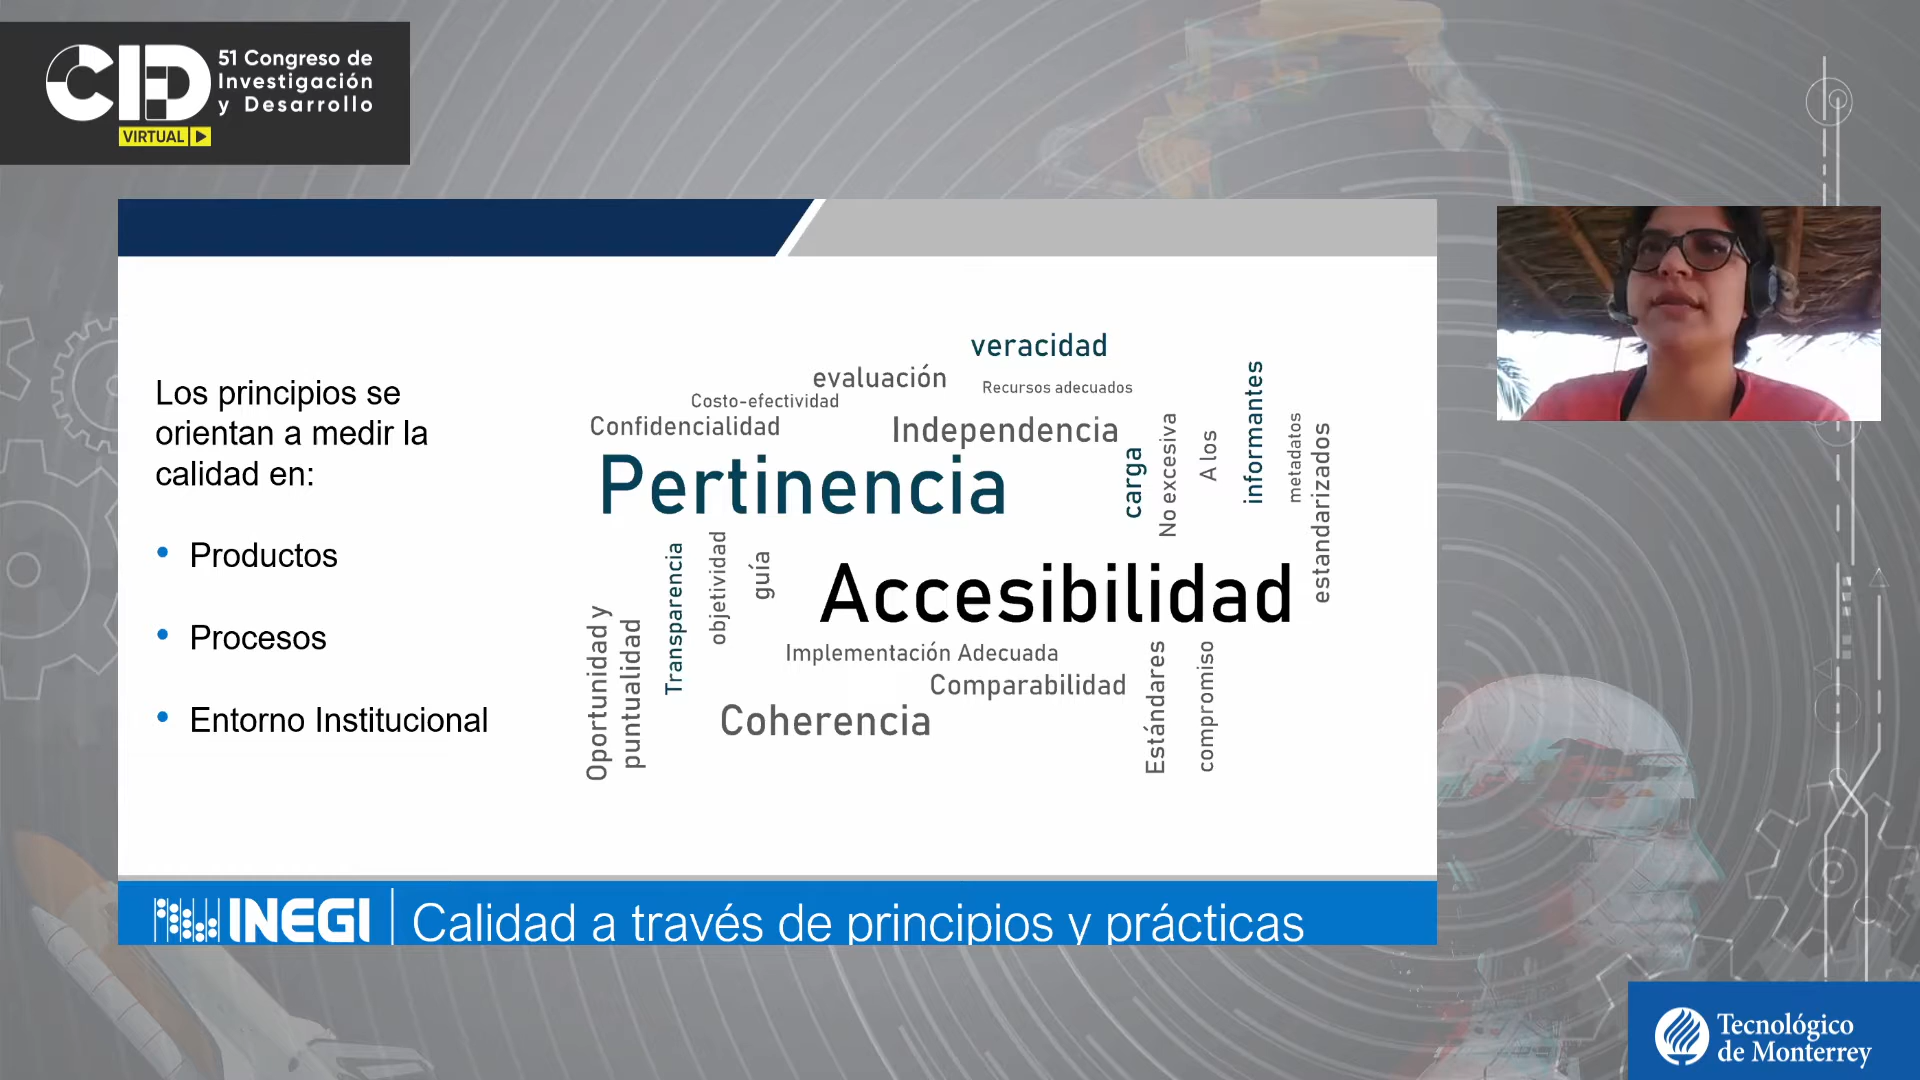 CID
VIRTUAL
51 Congreso de
Investigación
y Desarrollo
Los principios se
orientan a medir la
calidad en:
• Productos
• Procesos
• Entorno Institucional
veracidad
evaluación
Recursos adecuados
Costo-efectividad
Confidencialidad
Independencia
Pertinencia
carga
No excesiva
A los
informantes
metadatos
estandarizados
Oportunidad y
puntualidad
Transparencia
objetividad
guía
Accesibilidad
Implementación Adecuada
Comparabilidad
Coherencia
Estándares
compromiso
INEGI
Calidad a través de principios y prácticas
Tecnológico
de Monterrey